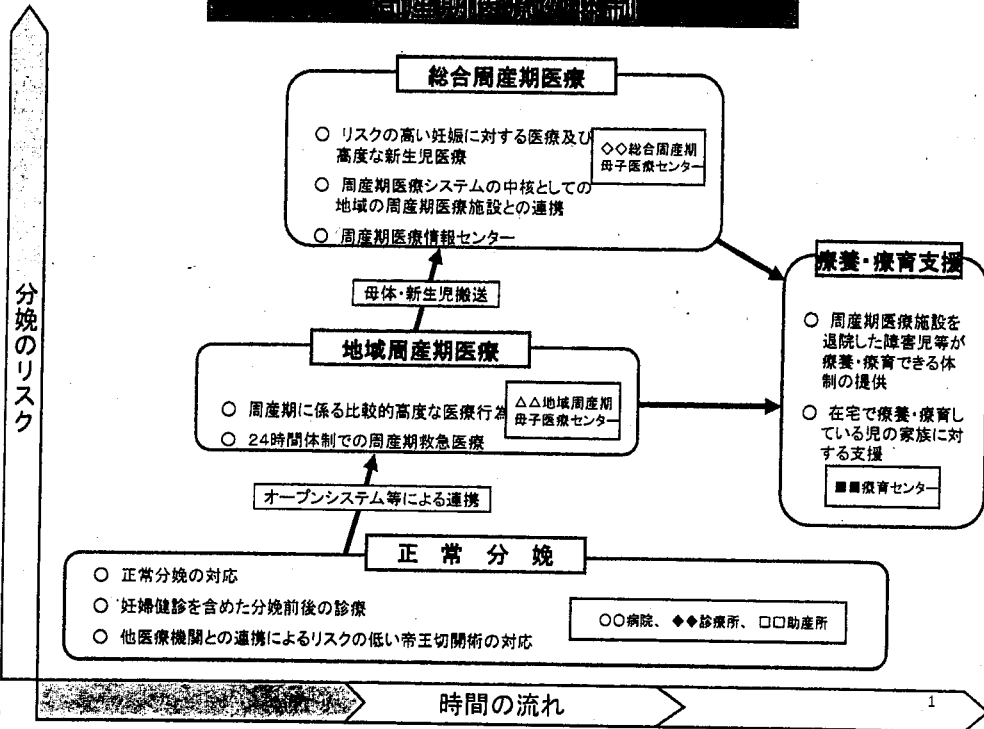 総合周産期医療
○ リスクの高い妊娠に対する医療及び
高度な新生児医療
○ 周産期医療システムの中核としての
地域の周産期医療施設との連携
○ 周産期医療情報センター
◇◇総合周産期
母子医療センター
母体・新生児搬送
地域周産期医療
○ 周産期に係る比較的高度な医療行為
○ 24時間体制での周産期救急医療
△△地域周産期
母子医療センター
オープンシステム等による連携
正常分娩
○ 正常分娩の対応
○ 妊婦健診を含めた分娩前後の診療
○ 他医療機関との連携によるリスクの低い帝王切開術の対応
○○病院、◆◆診療所、□□助産所
療養・療育支援
○ 周産期医療施設を
退院した障害児等が
療養・療育できる体
制の提供
○ 在宅で療養・療育し
ている児の家族に対
する支援
■■療育センター
分娩のリスク
時間の流れ
1